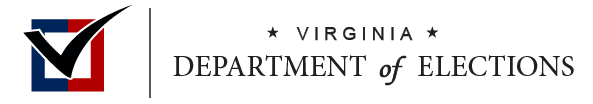 ★ VIRGINIA ★
DEPARTMENT of ELECTIONS